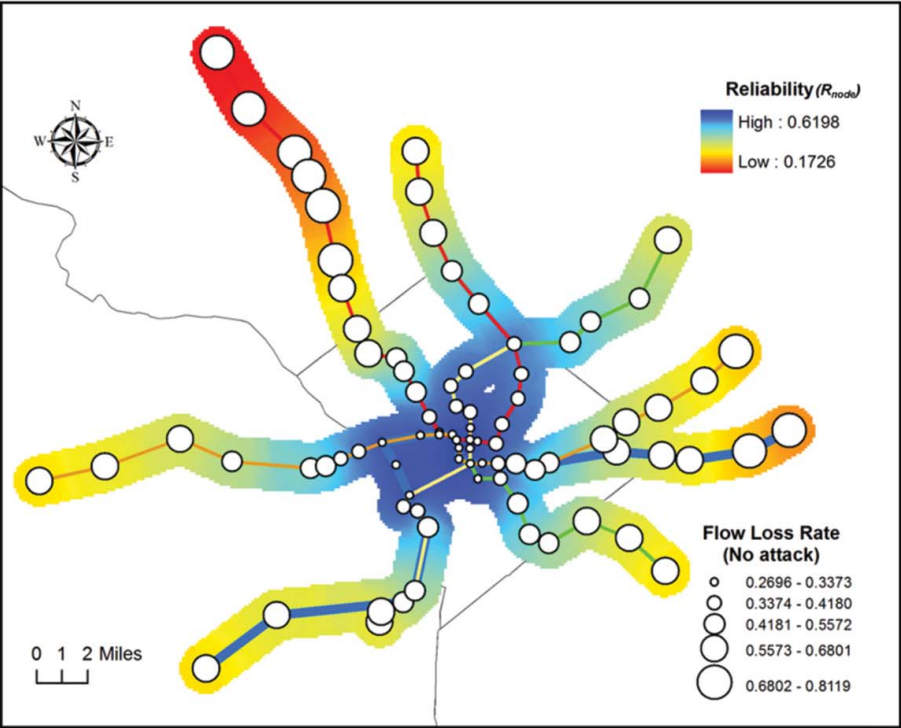 Reliability (Rnode)
High : 0.6198
Low : 0.1726
N
W E
S
Flow Loss Rate
(No attack)
0.2696 - 0.3373
0.3374 - 0.4180
0.4181 - 0.5572
0.5573 - 0.6801
0.6802 - 0.8119
0 1 2 Miles